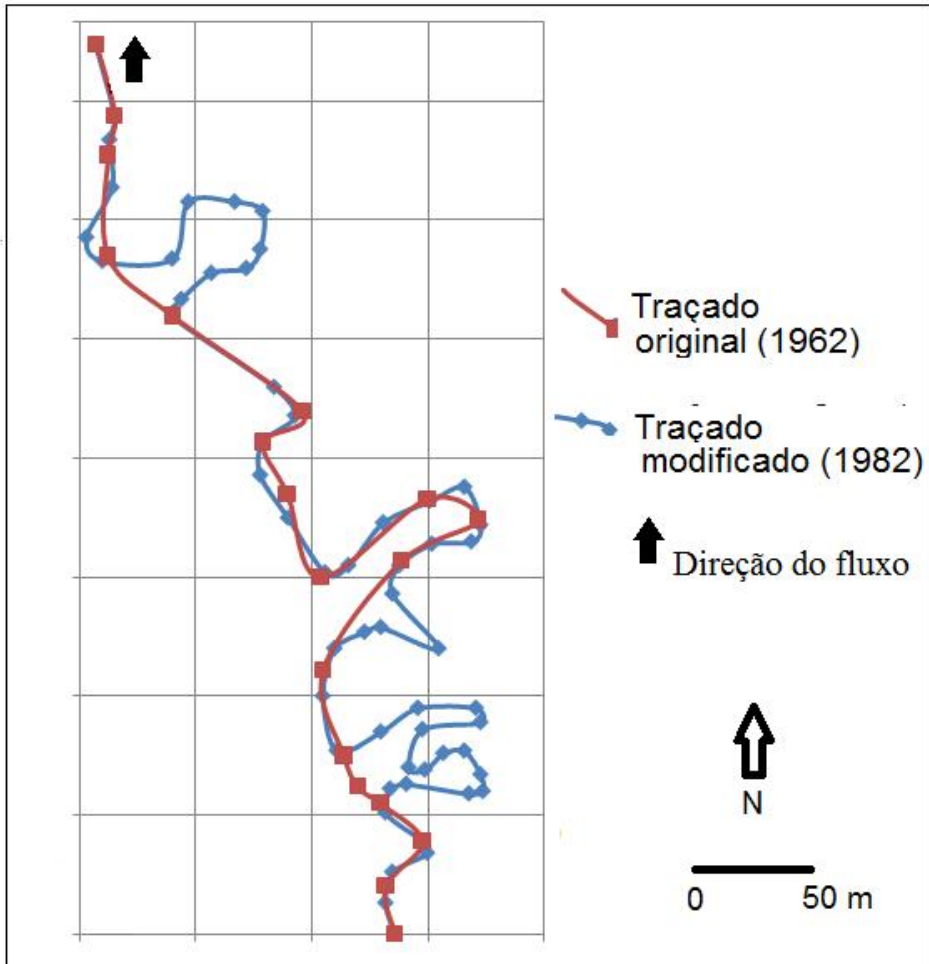 Traçado
original (1962)
Traçado
modificado (1982)
Direção do fluxo
N
0 50 m